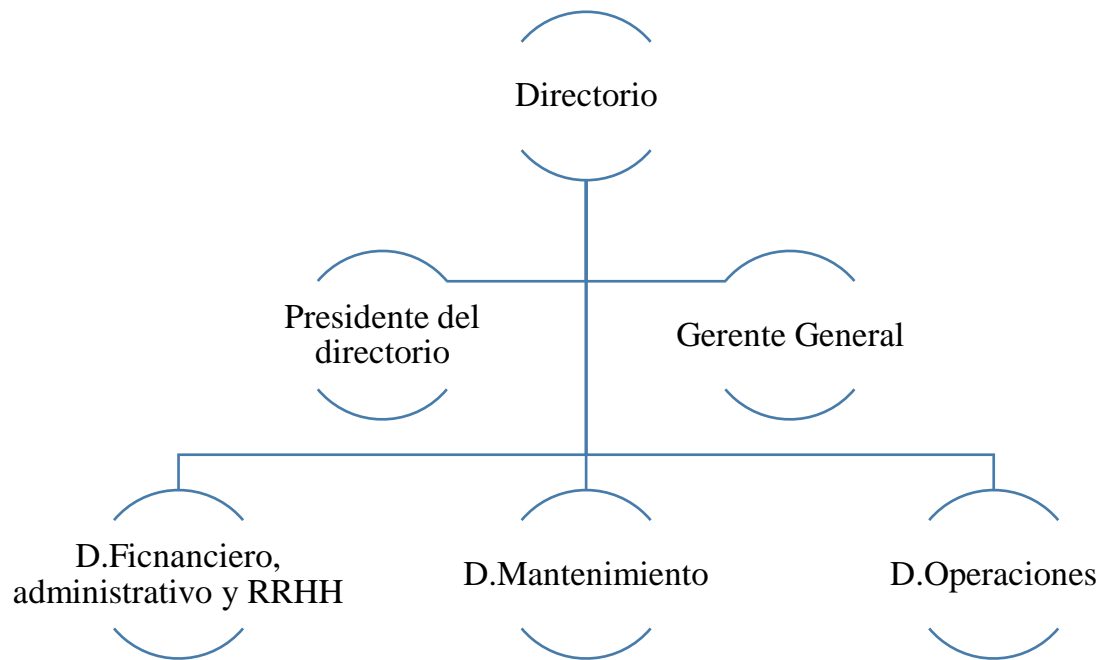 Directorio
Presidente del
directorio
Gerente General
D.Ficnanciero,
administrativo y RRHH
D.Mantenimiento
D.Operaciones